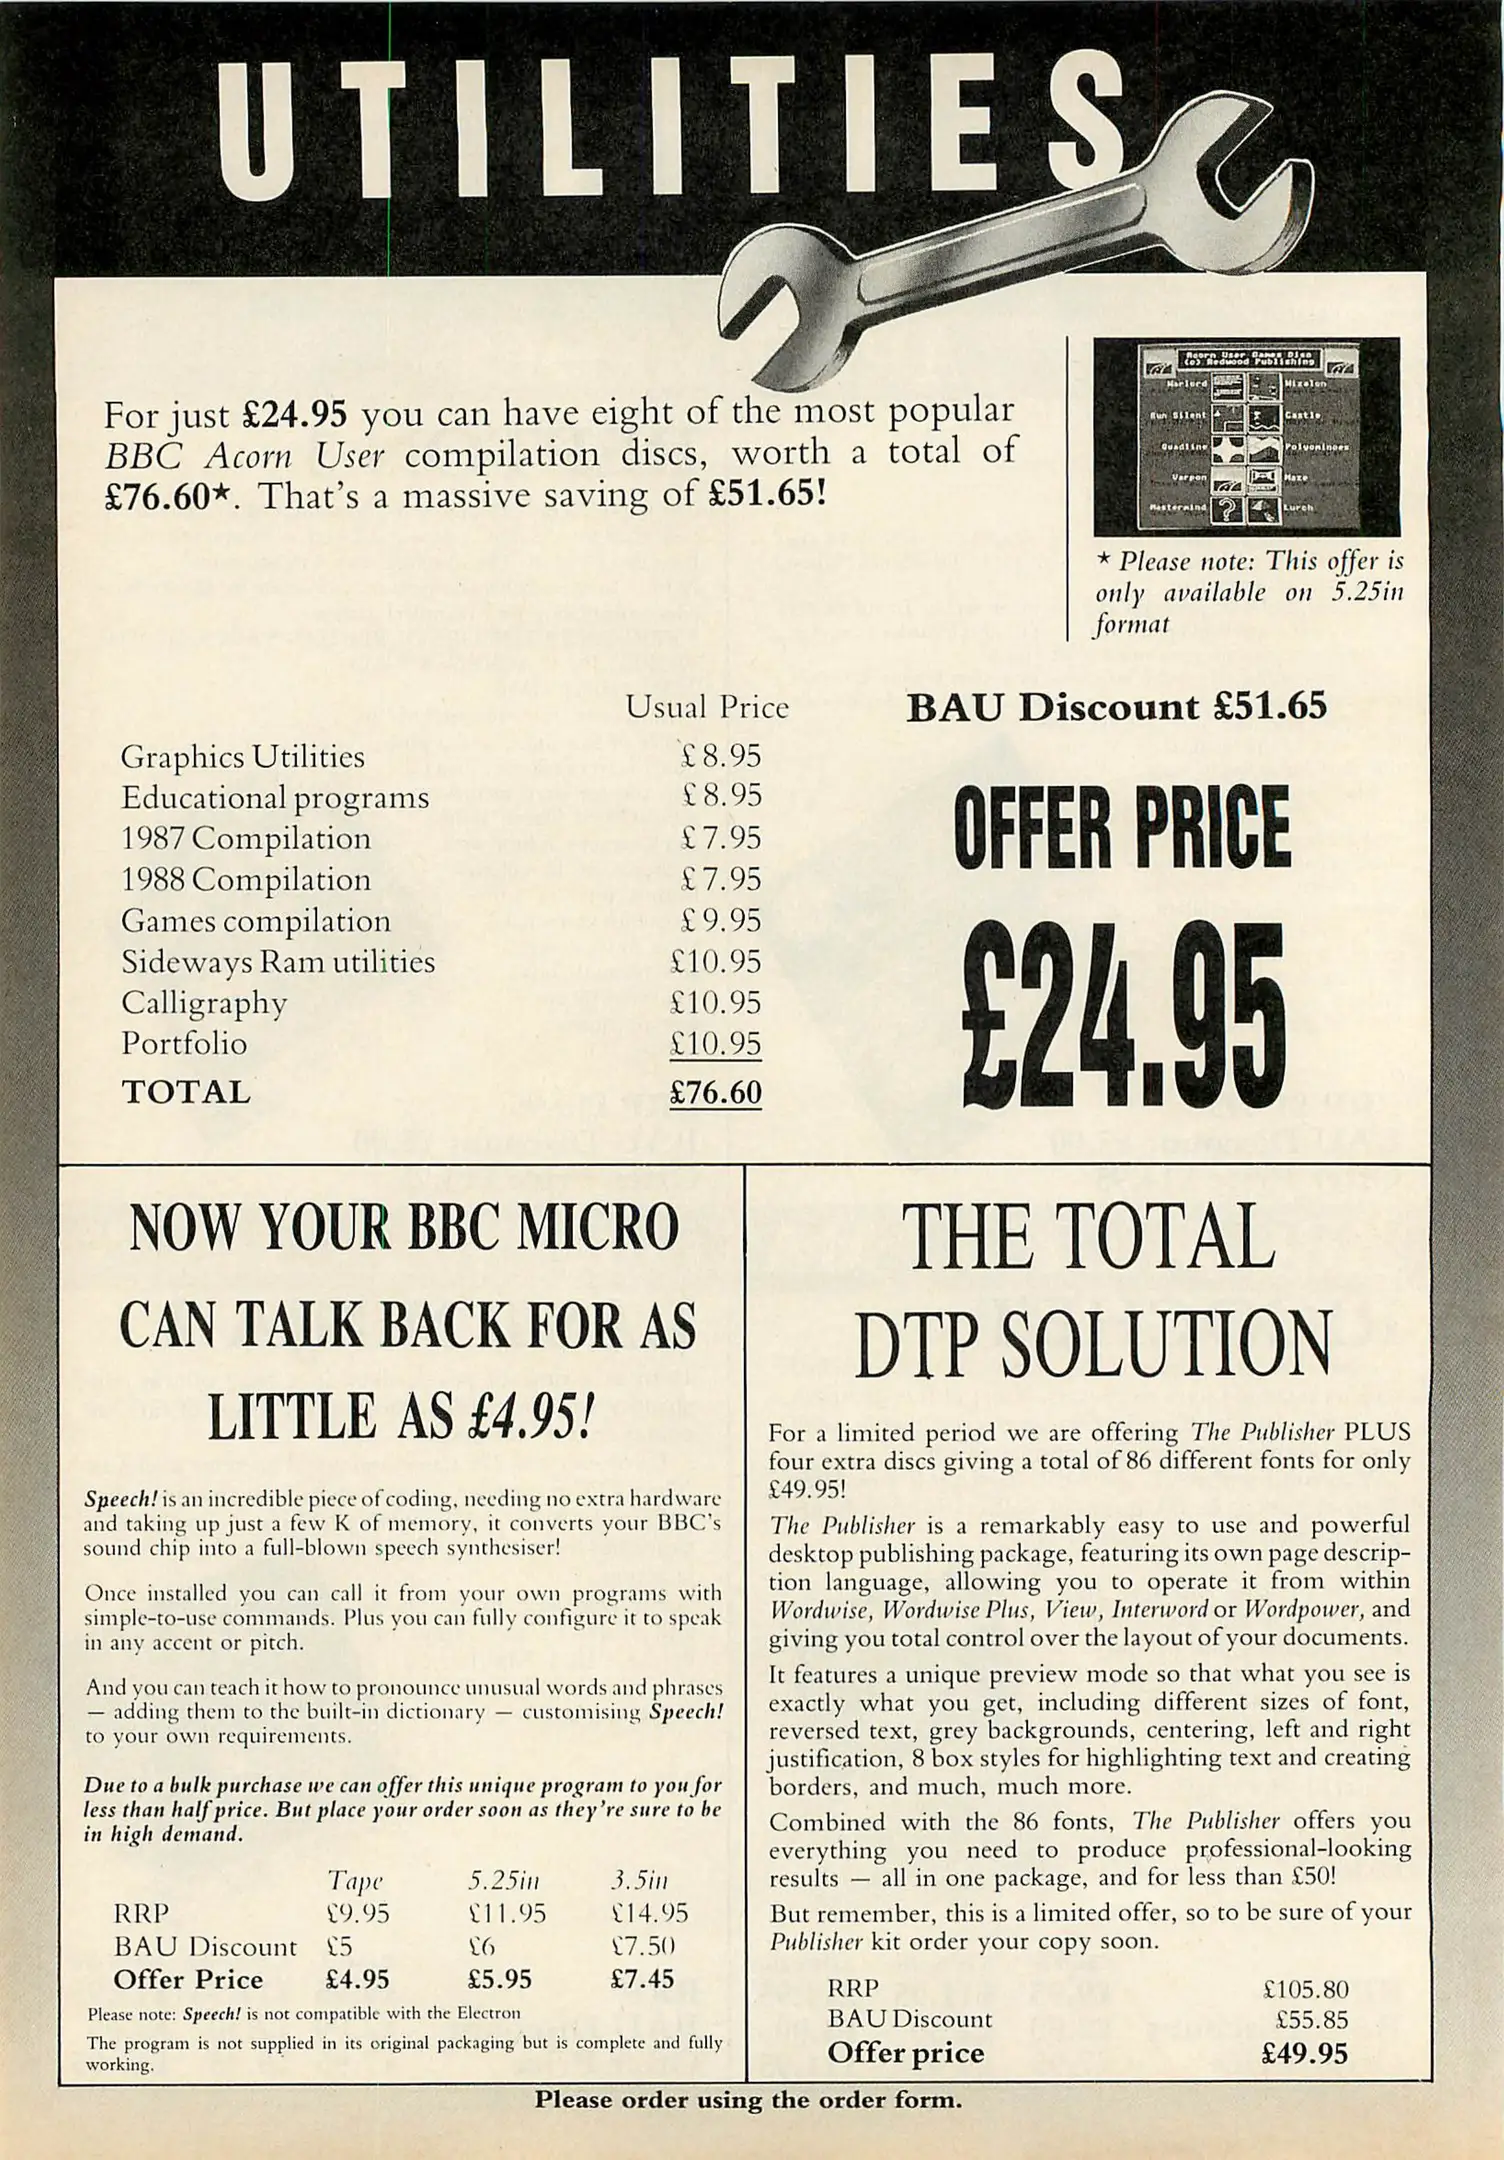 UTILITIES
For just £24.95 you can have eight of the most popular
BBC Acorn User compilation discs, worth a total of
£76.60★. That's a massive saving of £51.65!
Acorn User Games Disc
(c) Redwood Publishing
Warlord Wizalon
Run Silent Castle
Quadline Polyominoes
Varpon Maze
Mastermind Lurch
★ Please note: This offer is
only available on 5.25in
format
Usual Price
Graphics Utilities £8.95
Educational programs £8.95
1987 Compilation £7.95
1988 Compilation £7.95
Games compilation £9.95
Sideways Ram utilities £10.95
Calligraphy £10.95
Portfolio £10.95
TOTAL £76.60
BAU Discount £51.65
OFFER PRICE
£24.95
NOW YOUR BBC MICRO
CAN TALK BACK FOR AS
LITTLE AS £4.95!
Speech! is an incredible piece of coding, needing no extra hardware
and taking up just a few K of memory, it converts your BBC's
sound chip into a full-blown speech synthesiser!
Once installed you can call it from your own programs with
simple-to-use commands. Plus you can fully configure it to speak
in any accent or pitch.
And you can teach it how to pronounce unusual words and phrases
— adding them to the built-in dictionary — customising Speech!
to your own requirements.
Due to a bulk purchase we can offer this unique program to you for
less than half price. But place your order soon as they're sure to be
in high demand.
Tape 5.25in 3.5in
RRP £9.95 £11.95 £14.95
BAU Discount £5 £6 £7.50
Offer Price £4.95 £5.95 £7.45
Please note: Speech! is not compatible with the Electron
The program is not supplied in its original packaging but is complete and fully
working.
THE TOTAL
DTP SOLUTION
For a limited period we are offering The Publisher PLUS
four extra discs giving a total of 86 different fonts for only
£49.95!
The Publisher is a remarkably easy to use and powerful
desktop publishing package, featuring its own page descrip-
tion language, allowing you to operate it from within
Wordwise, Wordwise Plus, View, Interword or Wordpower, and
giving you total control over the layout of your documents.
It features a unique preview mode so that what you see is
exactly what you get, including different sizes of font,
reversed text, grey backgrounds, centering, left and right
justification, 8 box styles for highlighting text and creating
borders, and much, much more.
Combined with the 86 fonts, The Publisher offers you
everything you need to produce professional-looking
results — all in one package, and for less than £50!
But remember, this is a limited offer, so to be sure of your
Publisher kit order your copy soon.
RRP £105.80
BAU Discount £55.85
Offer price £49.95
Please order using the order form.